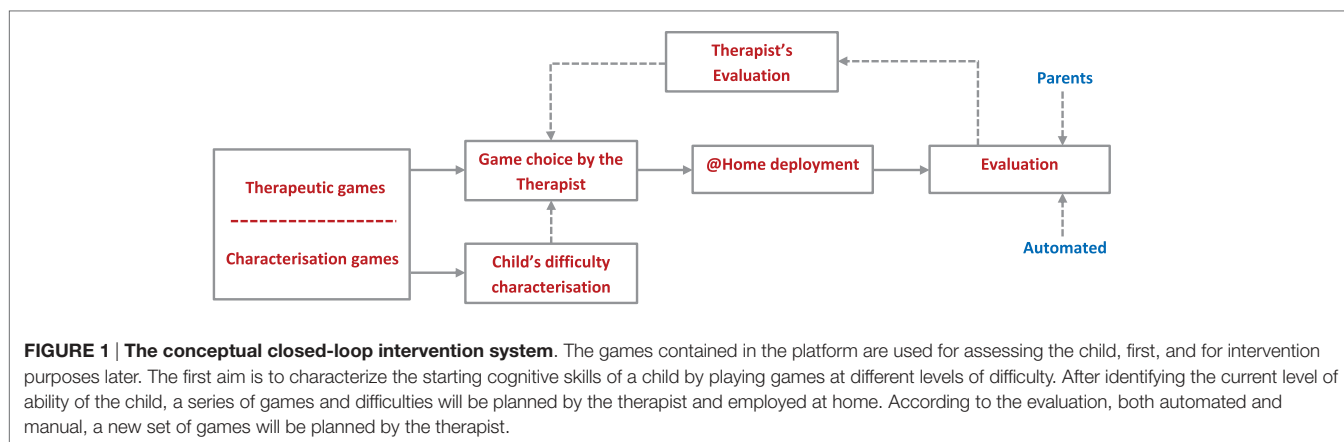 Therapist's
Evaluation
Parents
Therapeutic games
Characterisation games
Game choice by the
Therapist
@Home deployment
Evaluation
Child's difficulty
characterisation
Automated
FIGURE 1 | The conceptual closed-loop intervention system. The games contained in the platform are used for assessing the child, first, and for intervention
purposes later. The first aim is to characterize the starting cognitive skills of a child by playing games at different levels of difficulty. After identifying the current level of
ability of the child, a series of games and difficulties will be planned by the therapist and employed at home. According to the evaluation, both automated and
manual, a new set of games will be planned by the therapist.